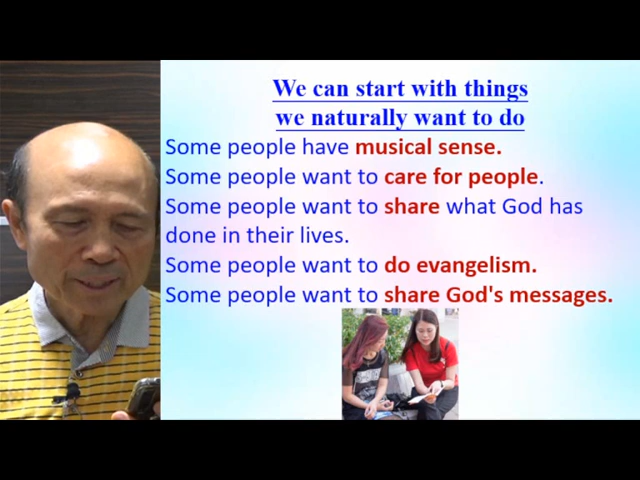 We can start with things
we naturally want to do
Some people have musical sense.
Some people want to care for people.
Some people want to share what God has
done in their lives.
Some people want to do evangelism.
Some people want to share God's messages.